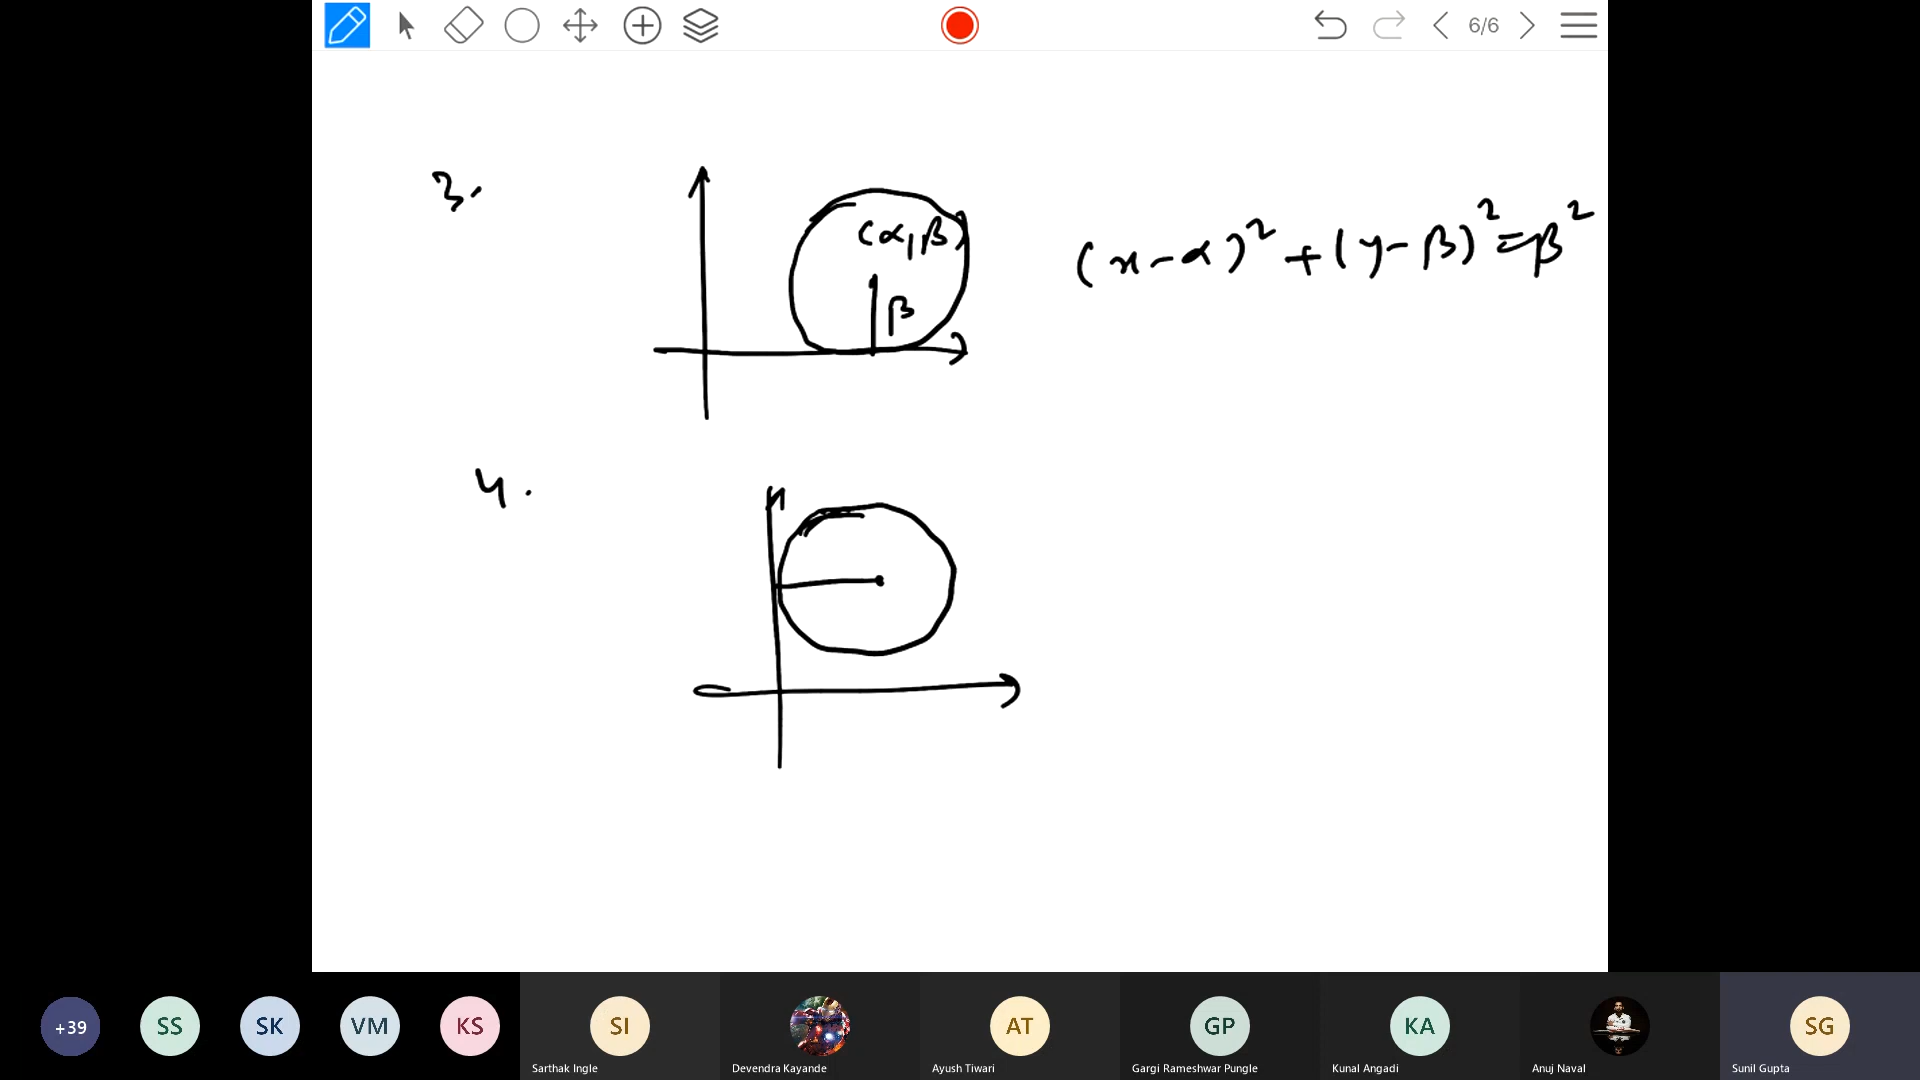 6/6
3.
(α, β)
(x-α)² + (y-β)² = β²
β
4.
+39
SS
SK
VM
KS
SI
AT
GP
KA
SG
Sarthak Ingle
Devendra Kayande
Ayush Tiwari
Gargi Rameshwar Pungle
Kunal Angadi
Anuj Naval
Sunil Gupta